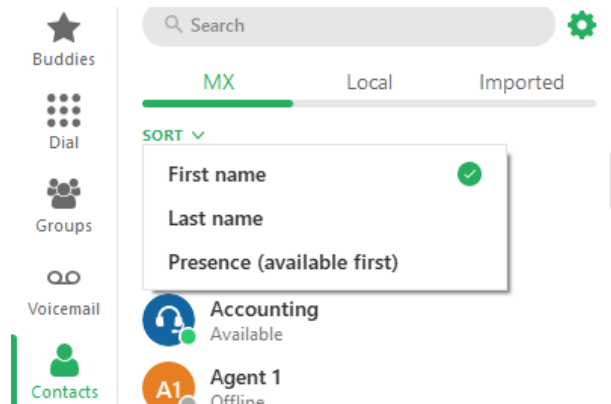 Buddies
Dial
Groups
Voicemail
Contacts
Search
MX Local Imported
SORT
First name
Last name
Presence (available first)
Accounting
Available
A1
Agent 1
Offline